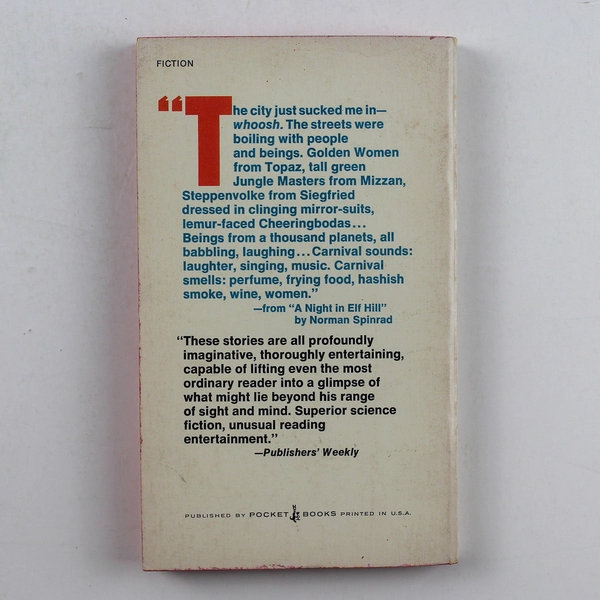 FICTION
“The city just sucked me in—
whoosh. The streets were
boiling with people
and beings. Golden Women
from Topaz, tall green
Jungle Masters from Mizzan,
Steppenvolke from Siegfried
dressed in clinging mirror-suits,
lemur-faced Cheeringbodas...
Beings from a thousand planets, all
babbling, laughing...Carnival sounds:
laughter, singing, music. Carnival
smells: perfume, frying food, hashish
smoke, wine, women.”
—from “A Night in Elf Hill”
by Norman Spinrad
“These stories are all profoundly
imaginative, thoroughly entertaining,
capable of lifting even the most
ordinary reader into a glimpse of
what might lie beyond his range
of sight and mind. Superior science
fiction, unusual reading
entertainment.”
—Publishers’ Weekly
PUBLISHED BY POCKET BOOKS PRINTED IN U.S.A.